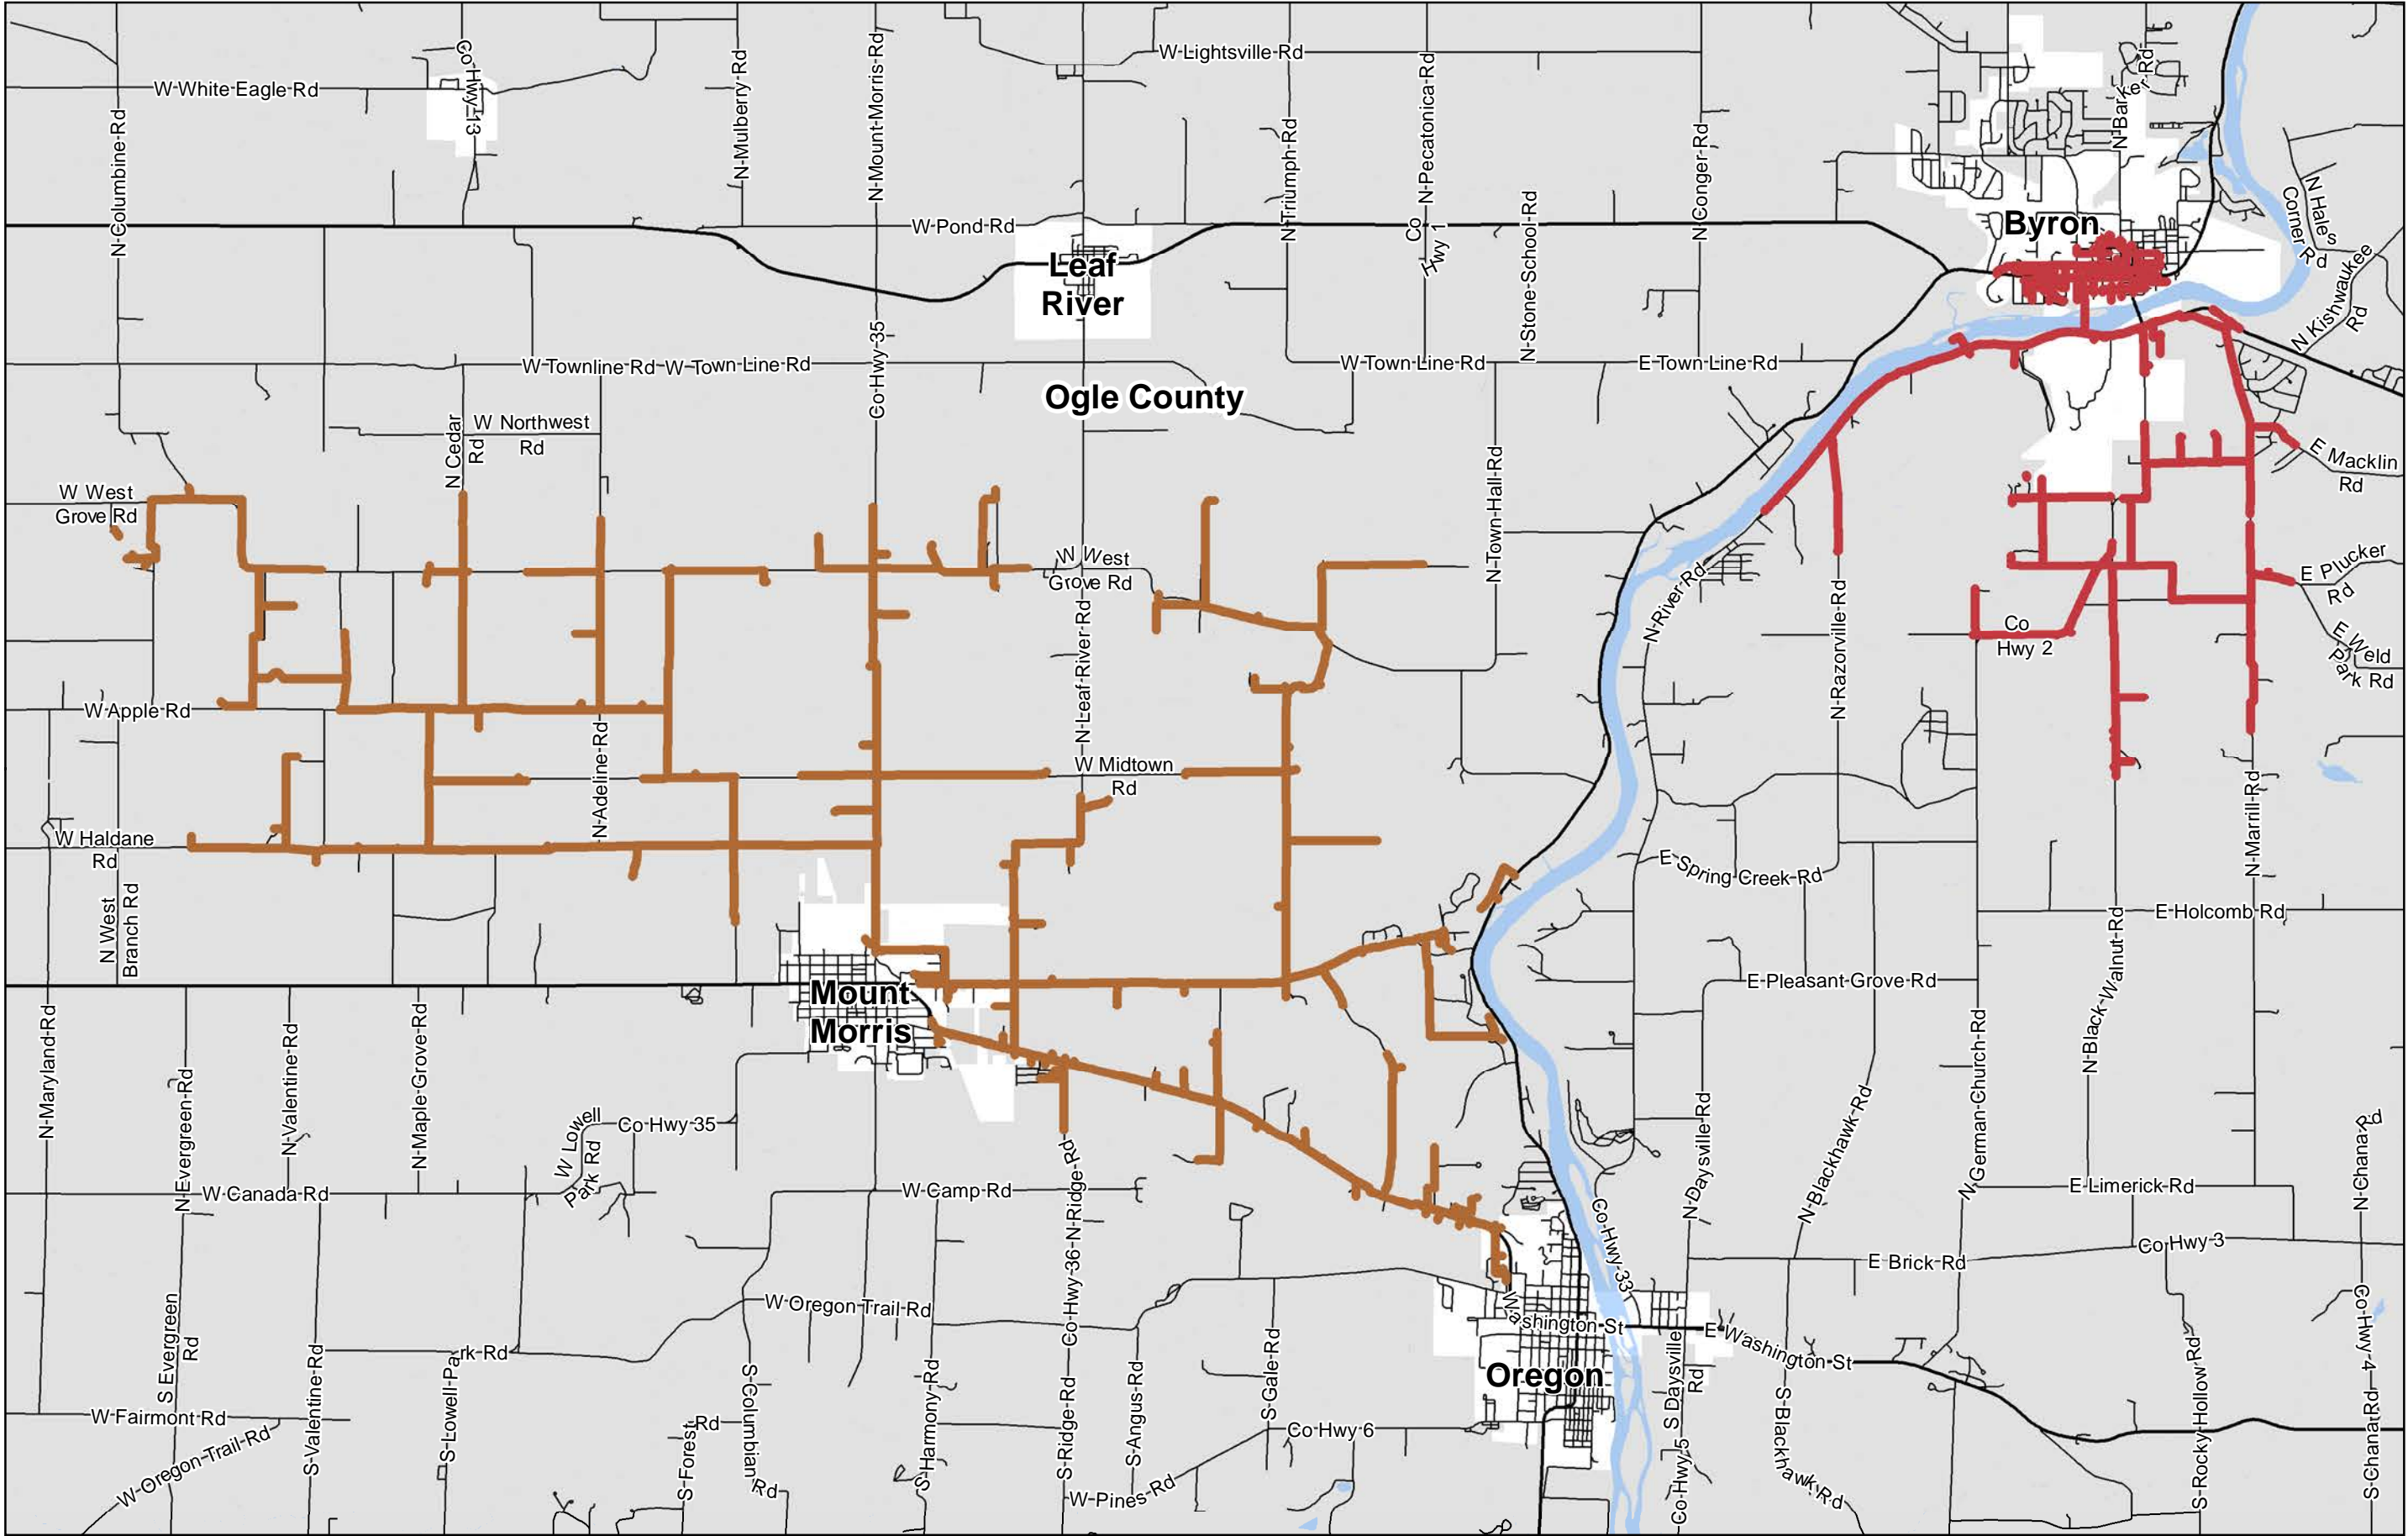 W Lightsville Rd
W White Eagle Rd
Co Hwy 13
N Columbine Rd
N Mulberry Rd
N Mount Morris Rd
N Triumph Rd
N Pecatonica Rd
Co
Hwy 1
N Stone School Rd
N Conger Rd
N Barker Rd
N Hales
Corner Rd
N Kishwaukee
Rd
W Pond Rd
Byron
Leaf
River
W Townline Rd
W Town Line Rd
Co Hwy 35
W Town Line Rd
E Town Line Rd
Ogle County
N Cedar
Rd
W Northwest
Rd
N Town Hall Rd
E Macklin
Rd
W West
Grove Rd
W West
Grove Rd
N River Rd
E Plucker
Rd
N Razorville Rd
Co
Hwy 2
E Weld
Park Rd
N Leaf River Rd
W Apple Rd
N Adeline Rd
W Midtown
Rd
N Marrill Rd
W Haldane
Rd
E Spring Creek Rd
N West
Branch Rd
E Holcomb Rd
N Black Walnut Rd
E Pleasant Grove Rd
Mount
Morris
N Maryland Rd
N Evergreen Rd
N Valentine Rd
N Maple Grove Rd
W Lowell
Park Rd
Co Hwy 35
N German Church Rd
N Daysville Rd
N Blackhawk Rd
N Chana Rd
W Canada Rd
W Camp Rd
N Ridge Rd
Co Hwy 36
E Limerick Rd
Co Hwy 33
Co Hwy 3
E Brick Rd
W Oregon Trail Rd
S Evergreen
Rd
Washington St
E Washington St
Co Hwy 4
Park Rd
S Lowell
S Valentine Rd
S Columbian
Rd
S Harmony Rd
S Ridge Rd
S Angus Rd
S Gale Rd
Oregon
S Daysville
Rd
S Blackhawk Rd
S Rocky Hollow Rd
S Chana Rd
W Fairmont Rd
W Oregon Trail Rd
S Forest
Rd
Co Hwy 6
W Pines Rd
Co Hwy 5